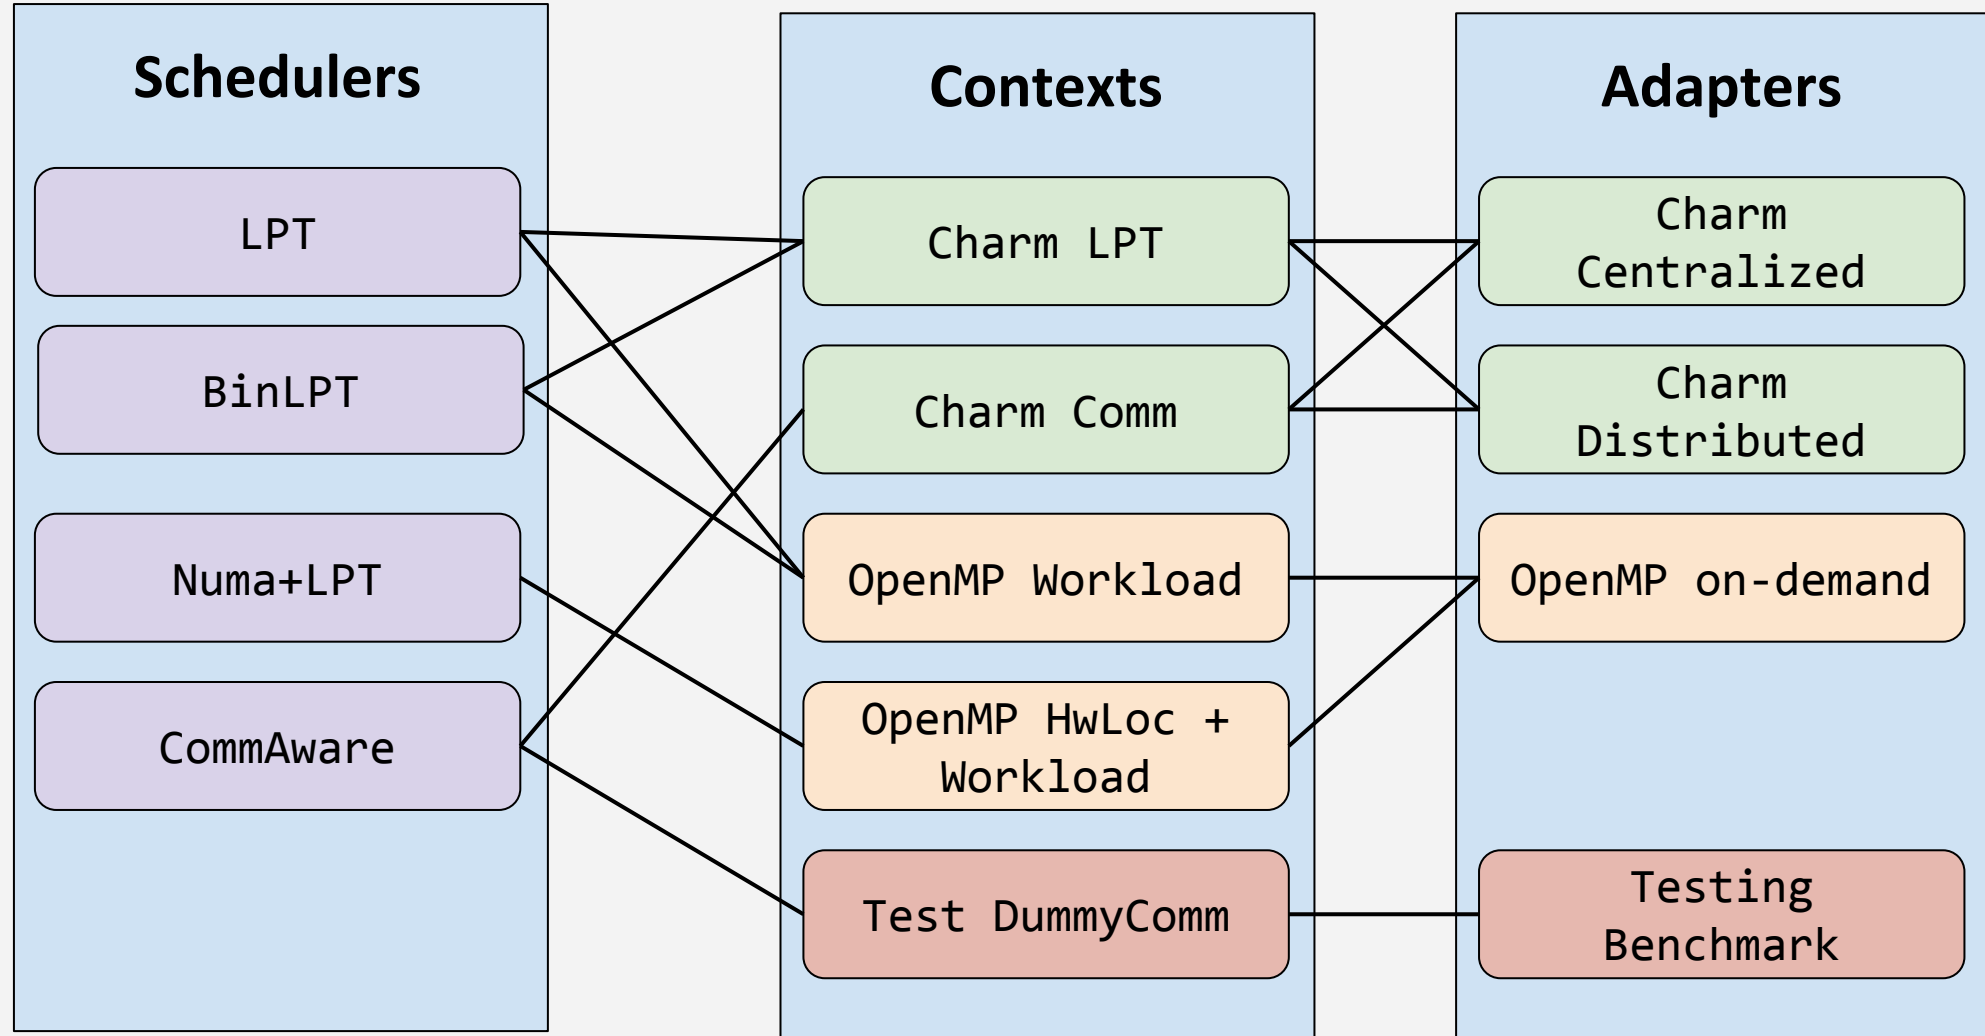 Schedulers
LPT
BinLPT
Numa+LPT
CommAware
Contexts
Charm LPT
Charm Comm
OpenMP Workload
OpenMP HwLoc +
Workload
Test DummyComm
Adapters
Charm
Centralized
Charm
Distributed
OpenMP on-demand
Testing
Benchmark